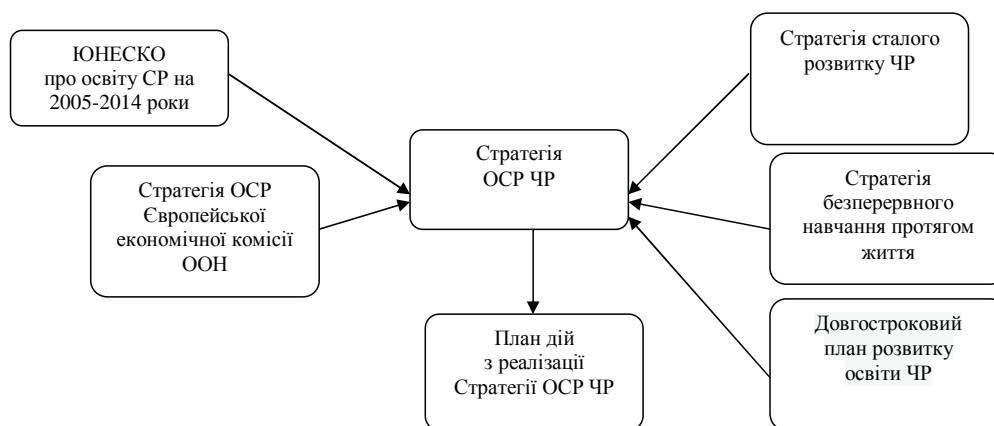 ЮНЕСКО
про освіту СР на
2005-2014 роки
Стратегія ОСР
Європейської
економічної комісії
ООН
Стратегія
ОСР ЧР
План дій
з реалізації
Стратегії ОСР ЧР
Стратегія сталого
розвитку ЧР
Стратегія
безперервного
навчання протягом
життя
Довгостроковий
план розвитку
освіти ЧР